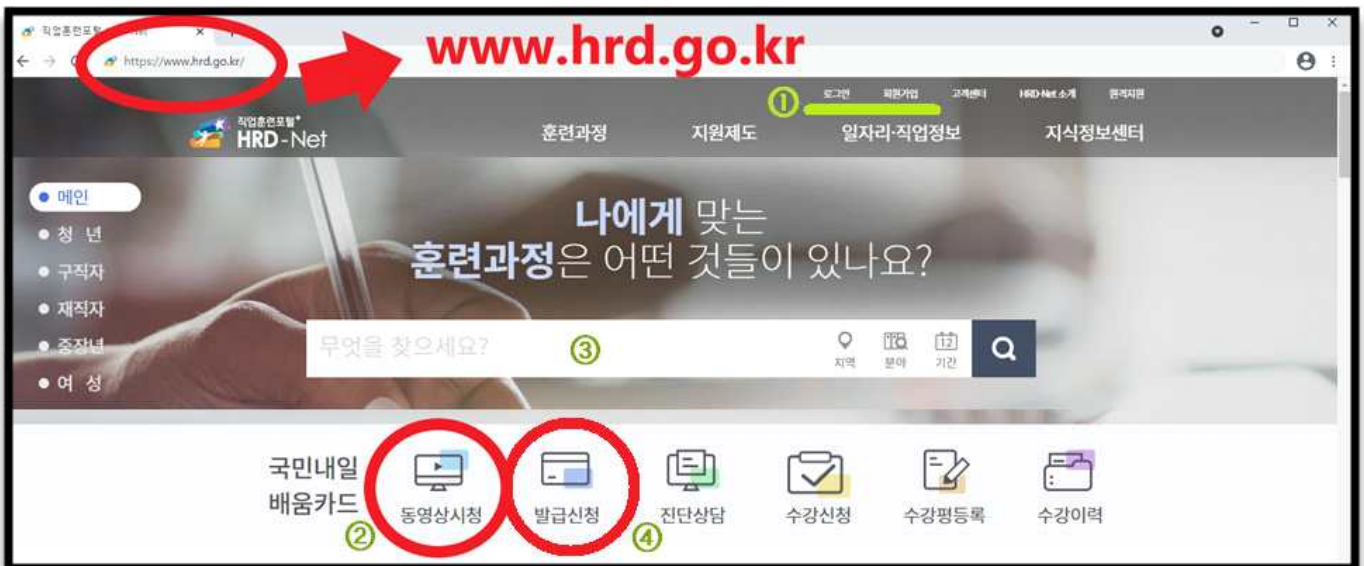 직업훈련포털
www.hrd.go.kr
https://www.hrd.go.kr/
① 로그인 회원가입 고객센터 HRD-Net 소개 원격지원
직업훈련포털
HRD-Net
훈련과정 지원제도 일자리·직업정보 지식정보센터
메인
청 년
구직자
재직자
중장년
여 성
나에게 맞는
훈련과정은 어떤 것들이 있나요?
무엇을 찾으세요? ③
지역 분야 기간
12
국민내일
배움카드
② 동영상시청 발급신청 ④ 진단상담 수강신청 수강평등록 수강이력